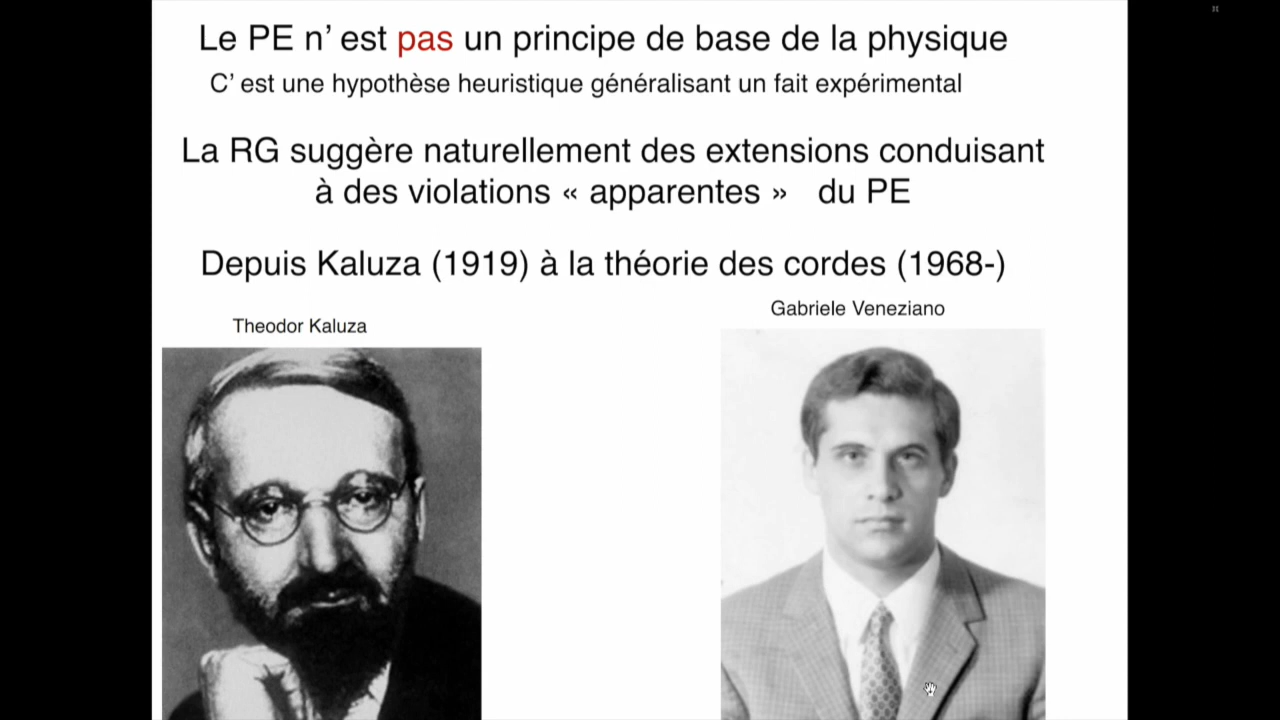 Le PE n’ est pas un principe de base de la physique
C’ est une hypothèse heuristique généralisant un fait expérimental
La RG suggère naturellement des extensions conduisant
à des violations « apparentes » du PE
Depuis Kaluza (1919) à la théorie des cordes (1968-)
Gabriele Veneziano
Theodor Kaluza